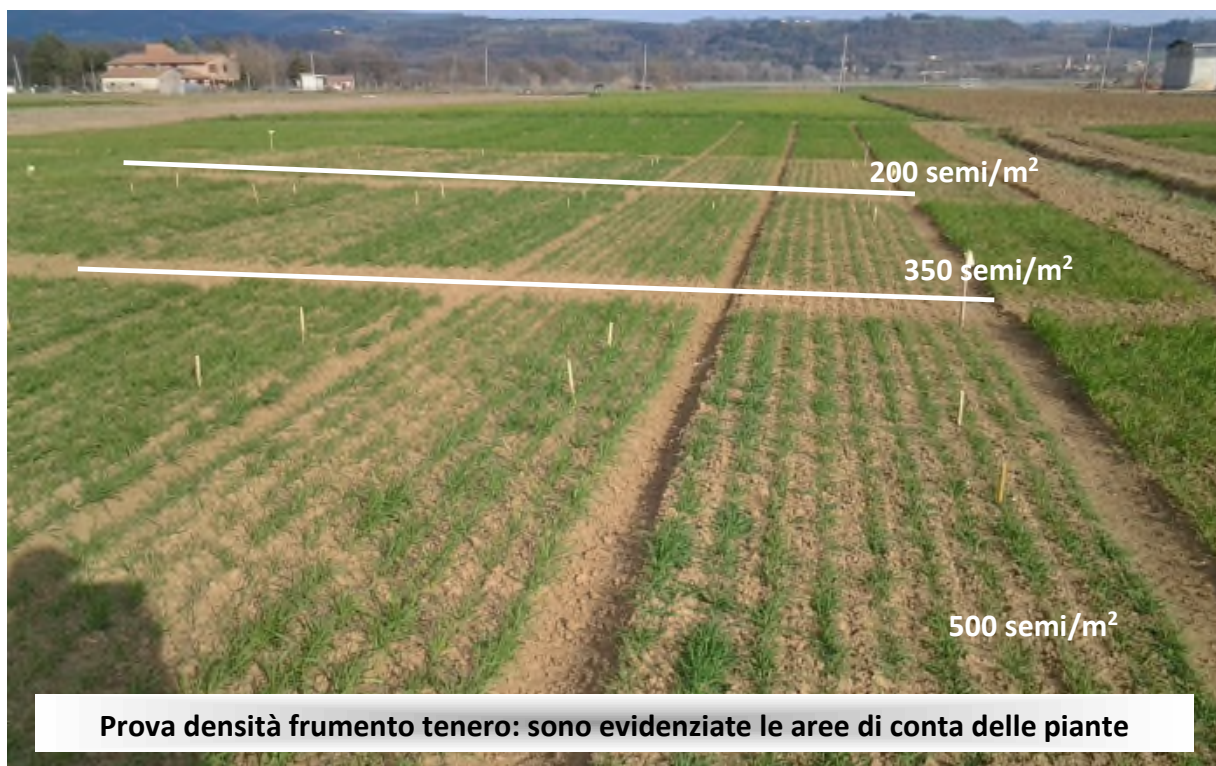 200 semi/m²
350 semi/m²
500 semi/m²
Prova densità frumento tenero: sono evidenziate le aree di conta delle piante